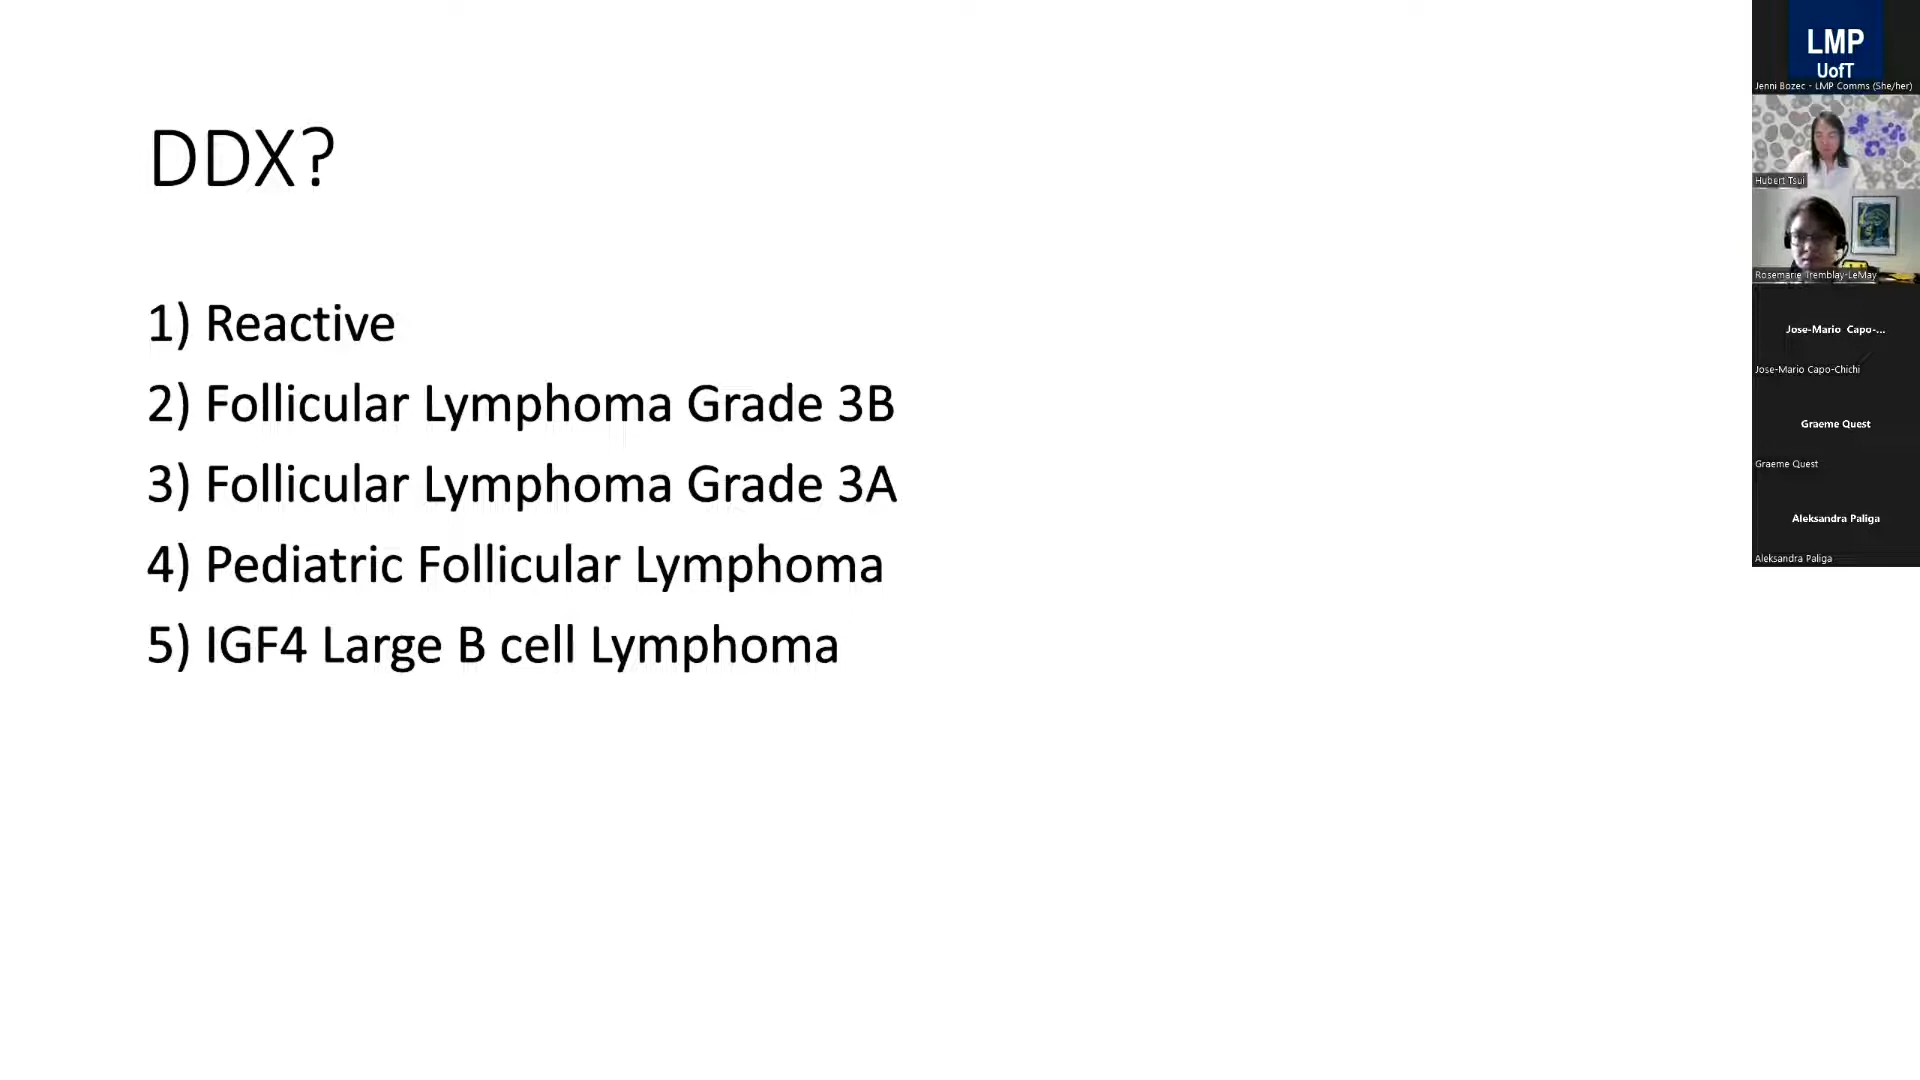 DDX?
1) Reactive
2) Follicular Lymphoma Grade 3B
3) Follicular Lymphoma Grade 3A
4) Pediatric Follicular Lymphoma
5) IGF4 Large B cell Lymphoma
LMP
UofT
Jenni Bozec - LMP Comms (She/her)
Hubert Tsui
Rosemarie Tremblay-LeMay
Jose-Mario Capo-...
Jose-Mario Capo-Chichi
Graeme Quest
Graeme Quest
Aleksandra Paliga
Aleksandra Paliga